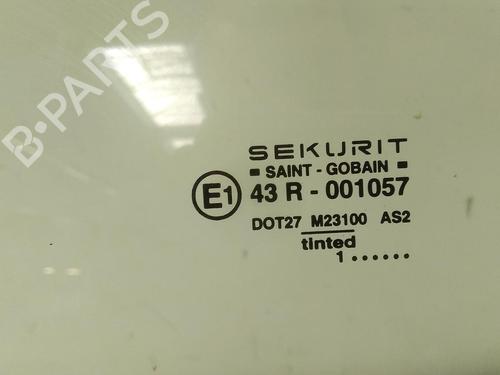 B-PARTS
SEKURIT
SAINT - GOBAIN
E1 43 R - 001057
DOT27 M23100 AS2
tinted
1 ......